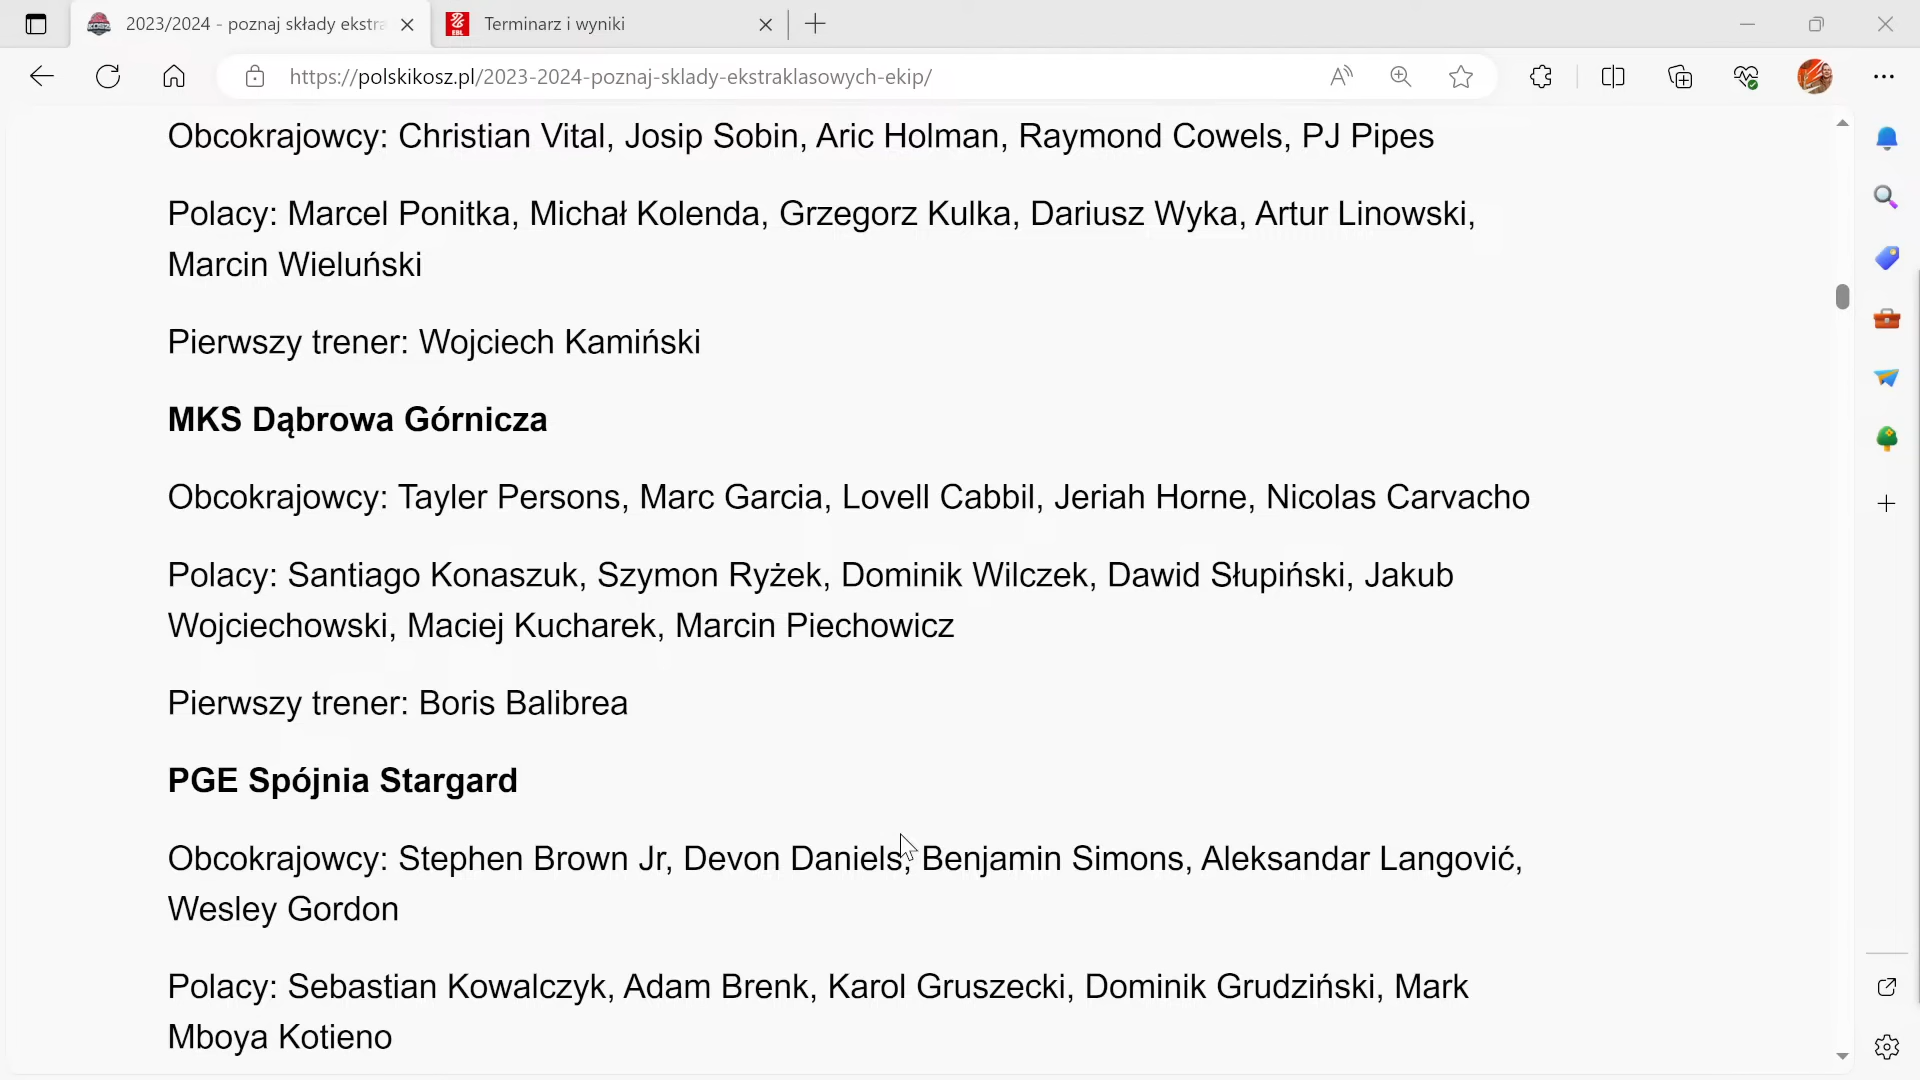 2023/2024 - poznaj składy ekstra
EBL
Terminarz i wyniki
https://polskikosz.pl/2023-2024-poznaj-sklady-ekstraklasowych-ekip/
Obcokrajowcy: Christian Vital, Josip Sobin, Aric Holman, Raymond Cowels, PJ Pipes
Polacy: Marcel Ponitka, Michał Kolenda, Grzegorz Kulka, Dariusz Wyka, Artur Linowski,
Marcin Wieluński
Pierwszy trener: Wojciech Kamiński
MKS Dąbrowa Górnicza
Obcokrajowcy: Tayler Persons, Marc Garcia, Lovell Cabbil, Jeriah Horne, Nicolas Carvacho
Polacy: Santiago Konaszuk, Szymon Ryżek, Dominik Wilczek, Dawid Słupiński, Jakub
Wojciechowski, Maciej Kucharek, Marcin Piechowicz
Pierwszy trener: Boris Balibrea
PGE Spójnia Stargard
Obcokrajowcy: Stephen Brown Jr, Devon Daniels, Benjamin Simons, Aleksandar Langović,
Wesley Gordon
Polacy: Sebastian Kowalczyk, Adam Brenk, Karol Gruszecki, Dominik Grudziński, Mark
Mboya Kotieno